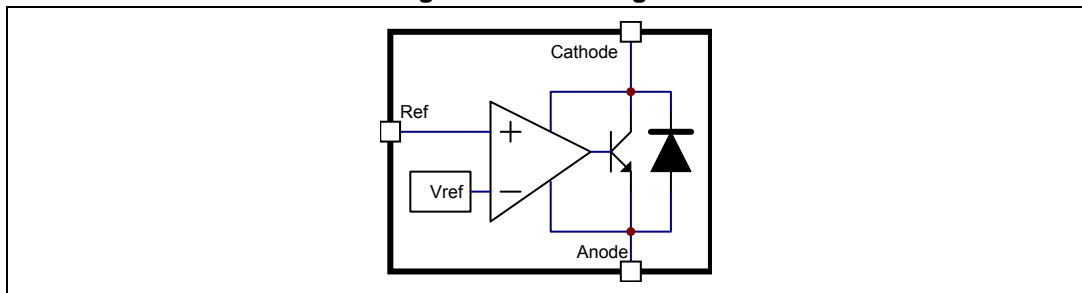 Cathode
Ref
+
Vref
−
Anode